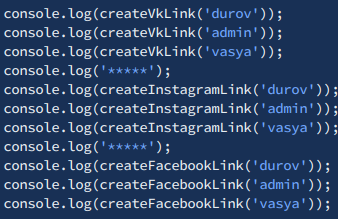 console.log(createVkLink('durov'));
console.log(createVkLink('admin'));
console.log(createVkLink('vasya'));
console.log('*****');
console.log(createInstagramLink('durov'));
console.log(createInstagramLink('admin'));
console.log(createInstagramLink('vasya'));
console.log('*****');
console.log(createFacebookLink('durov'));
console.log(createFacebookLink('admin'));
console.log(createFacebookLink('vasya'));